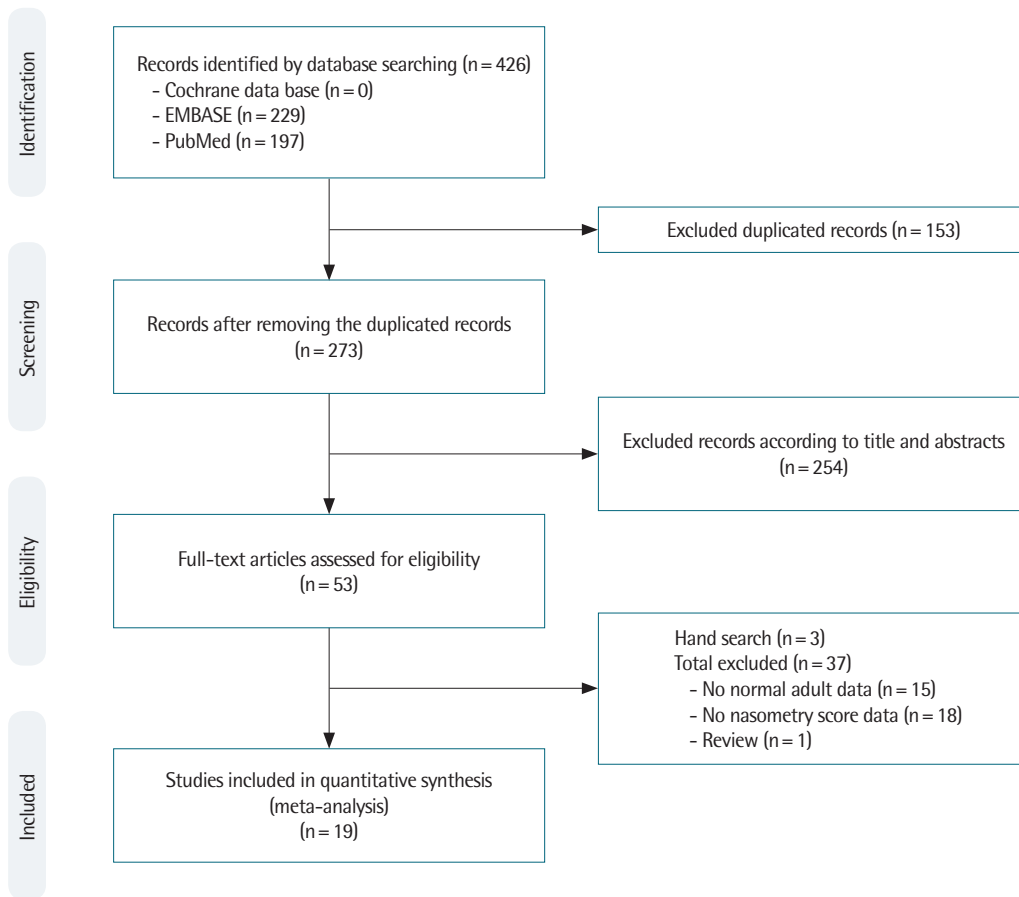 Identification
Records identified by database searching (n = 426)
- Cochrane data base (n = 0)
- EMBASE (n = 229)
- PubMed (n = 197)
Excluded duplicated records (n = 153)
Screening
Records after removing the duplicated records
(n = 273)
Excluded records according to title and abstracts
(n = 254)
Eligibility
Full-text articles assessed for eligibility
(n = 53)
Hand search (n = 3)
Total excluded (n = 37)
- No normal adult data (n = 15)
- No nasometry score data (n = 18)
- Review (n = 1)
Included
Studies included in quantitative synthesis
(meta-analysis)
(n = 19)